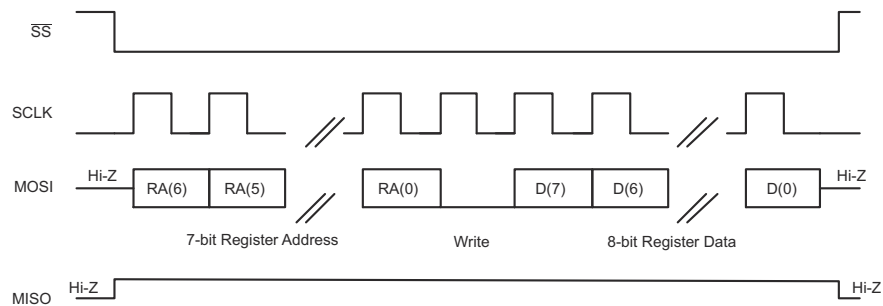 SS
SCLK
Hi-Z
MOSI
RA(6)
RA(5)
RA(0)
D(7)
D(6)
D(0)
Hi-Z
7-bit Register Address
Write
8-bit Register Data
Hi-Z
MISO
Hi-Z